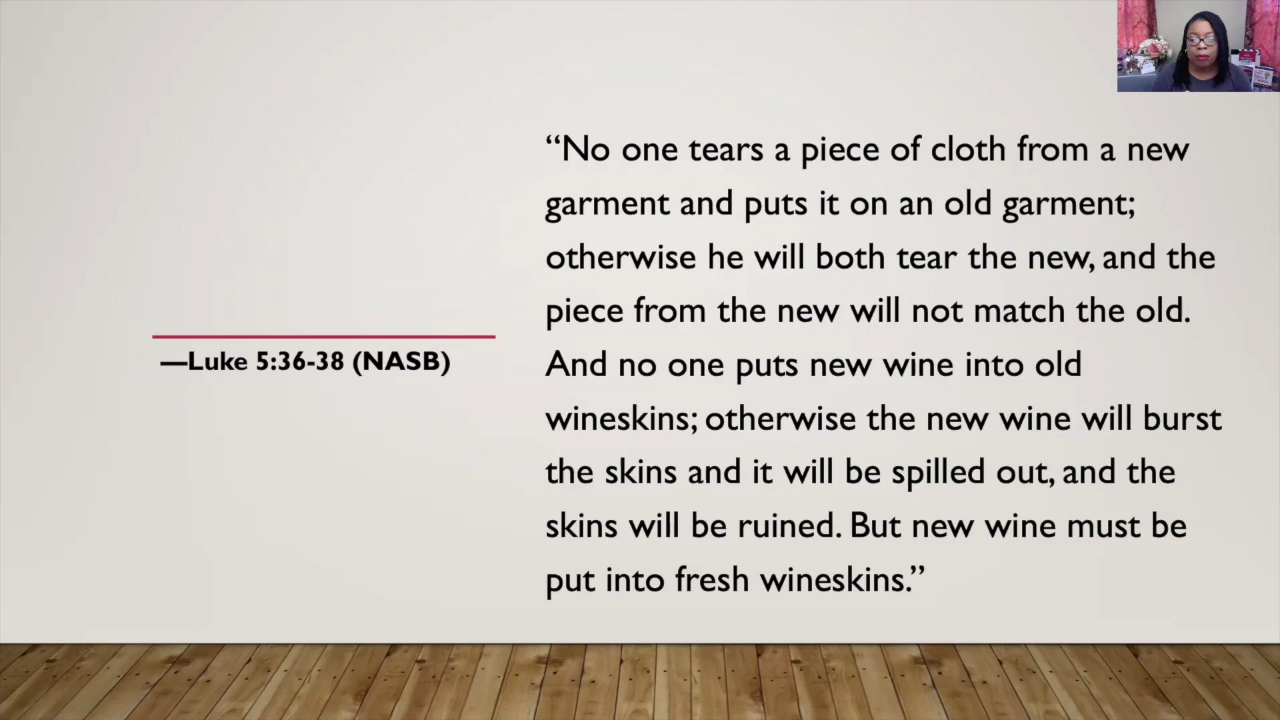 “No one tears a piece of cloth from a new
garment and puts it on an old garment;
otherwise he will both tear the new, and the
piece from the new will not match the old.
And no one puts new wine into old
wineskins; otherwise the new wine will burst
the skins and it will be spilled out, and the
skins will be ruined. But new wine must be
put into fresh wineskins.”
—Luke 5:36-38 (NASB)